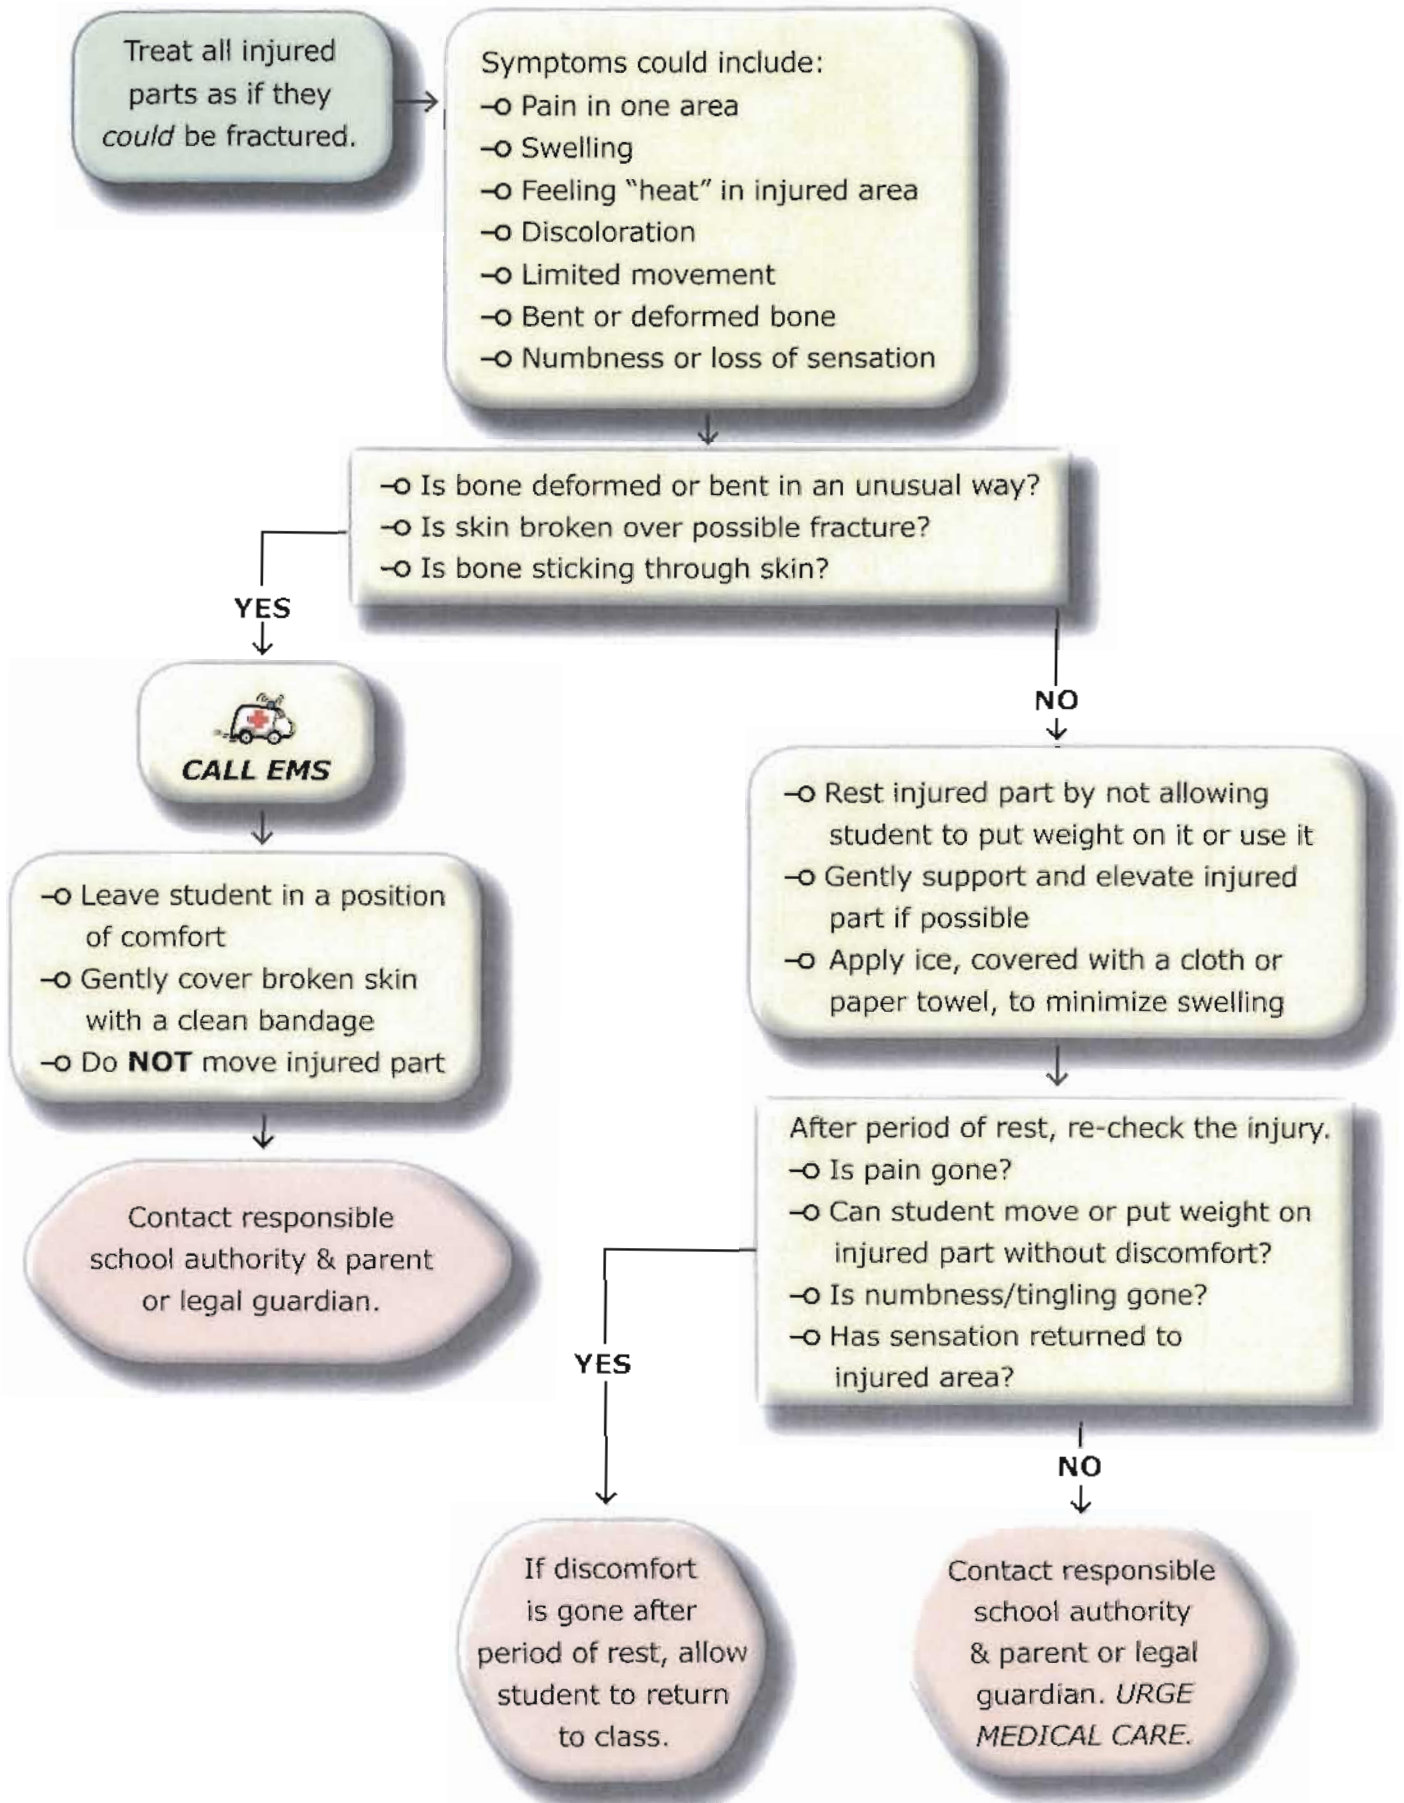 Treat all injured
parts as if they
could be fractured.
Symptoms could include:
Pain in one area
Swelling
Feeling “heat” in injured area
Discoloration
Limited movement
Bent or deformed bone
Numbness or loss of sensation
Is bone deformed or bent in an unusual way?
Is skin broken over possible fracture?
Is bone sticking through skin?
YES
CALL EMS
Leave student in a position
of comfort
Gently cover broken skin
with a clean bandage
Do NOT move injured part
Contact responsible
school authority & parent
or legal guardian.
NO
Rest injured part by not allowing
student to put weight on it or use it
Gently support and elevate injured
part if possible
Apply ice, covered with a cloth or
paper towel, to minimize swelling
After period of rest, re-check the injury.
Is pain gone?
Can student move or put weight on
injured part without discomfort?
Is numbness/tingling gone?
Has sensation returned to
injured area?
YES
If discomfort
is gone after
period of rest, allow
student to return
to class.
NO
Contact responsible
school authority
& parent or legal
guardian. URGE
MEDICAL CARE.